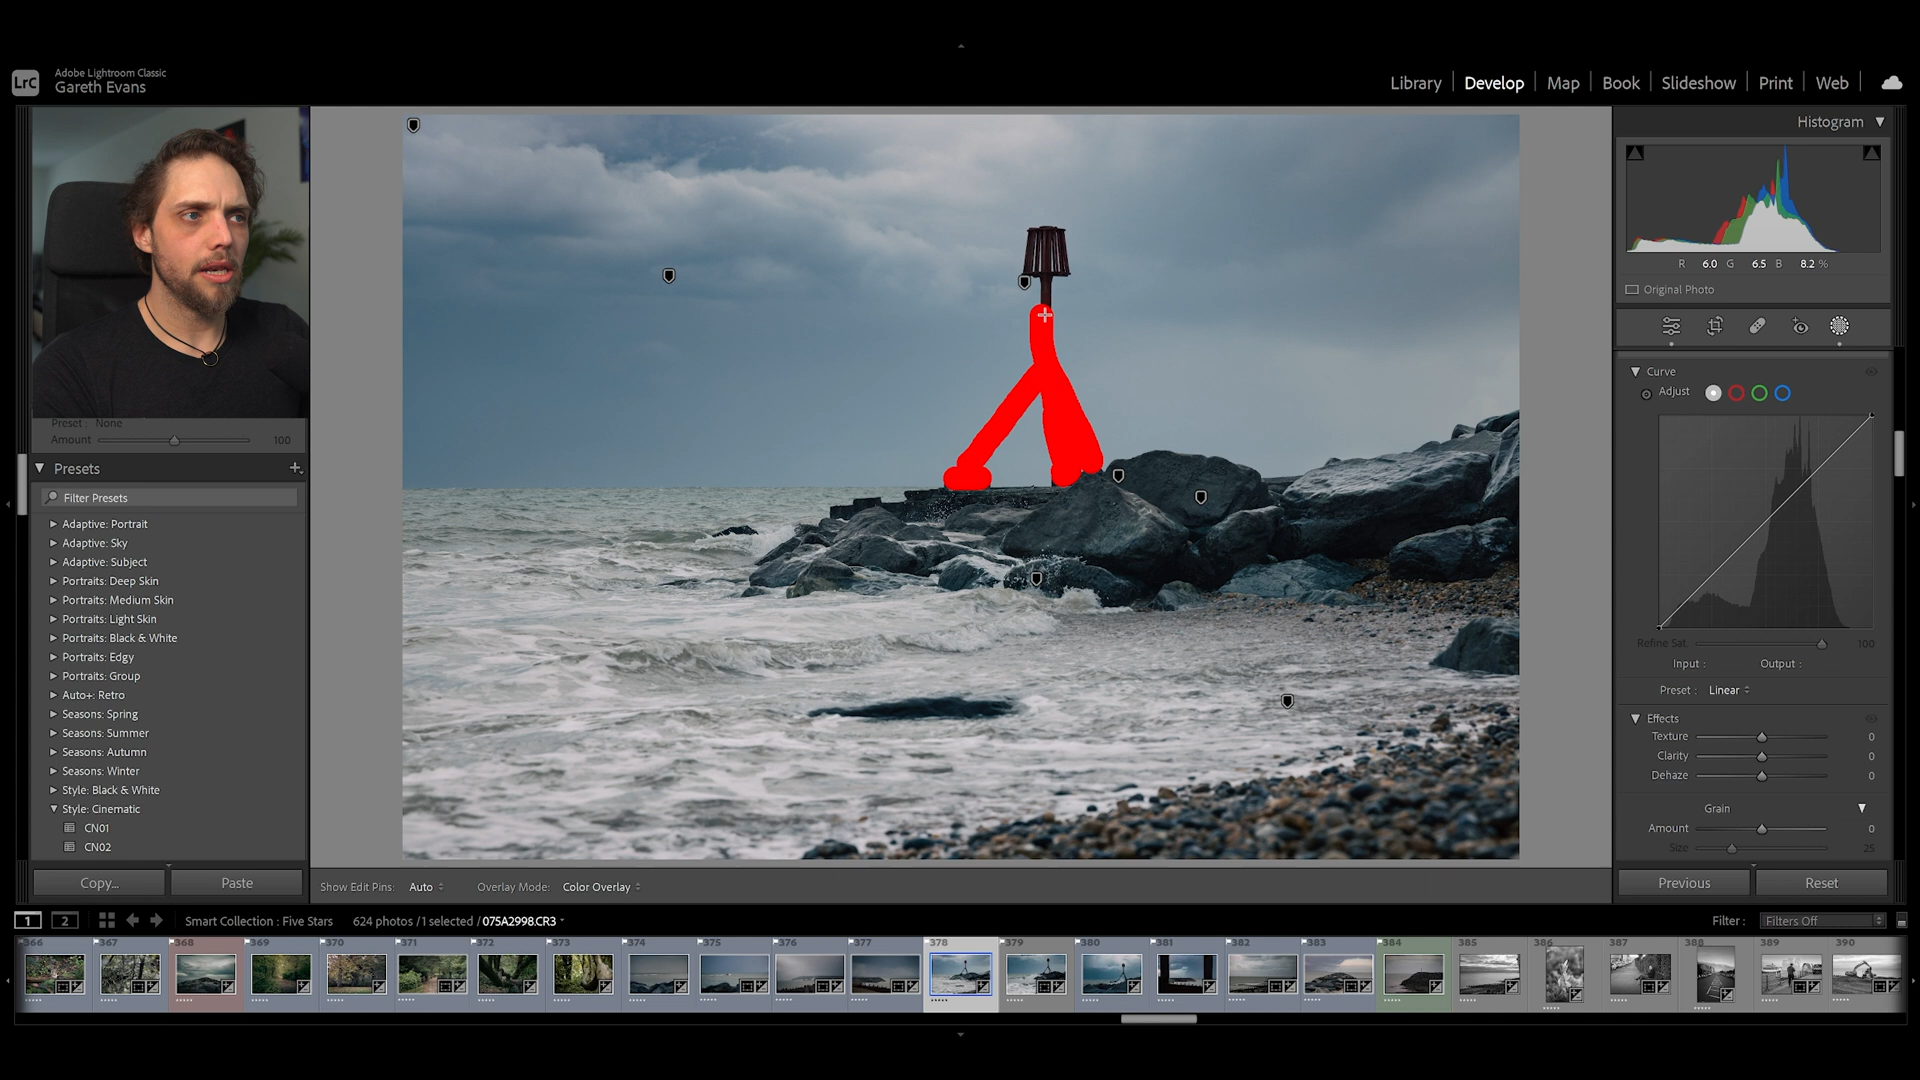 LrC
Adobe Lightroom Classic
Gareth Evans
Library
Develop
Map
Book
Slideshow
Print
Web
Histogram
R 6.0 G 6.5 B 8.2 %
Original Photo
Preset : None
Amount 100
Presets
Filter Presets
Adaptive: Portrait
Adaptive: Sky
Adaptive: Subject
Portraits: Deep Skin
Portraits: Medium Skin
Portraits: Light Skin
Portraits: Black & White
Portraits: Edgy
Portraits: Group
Auto+: Retro
Seasons: Spring
Seasons: Summer
Seasons: Autumn
Seasons: Winter
Style: Black & White
Style: Cinematic
CN01
CN02
Copy...
Paste
Curve
Adjust
Refine Sat. 100
Input :
Output :
Preset : Linear
Effects
Texture 0
Clarity 0
Dehaze 0
Grain
Amount 0
Size 25
Previous
Reset
Show Edit Pins: Auto
Overlay Mode: Color Overlay
1
2
Smart Collection : Five Stars
624 photos / 1 selected / 075A2998.CR3
Filter :
Filters Off
366
367
368
369
370
371
372
373
374
375
376
377
378
379
380
381
382
383
384
385
386
387
388
389
390